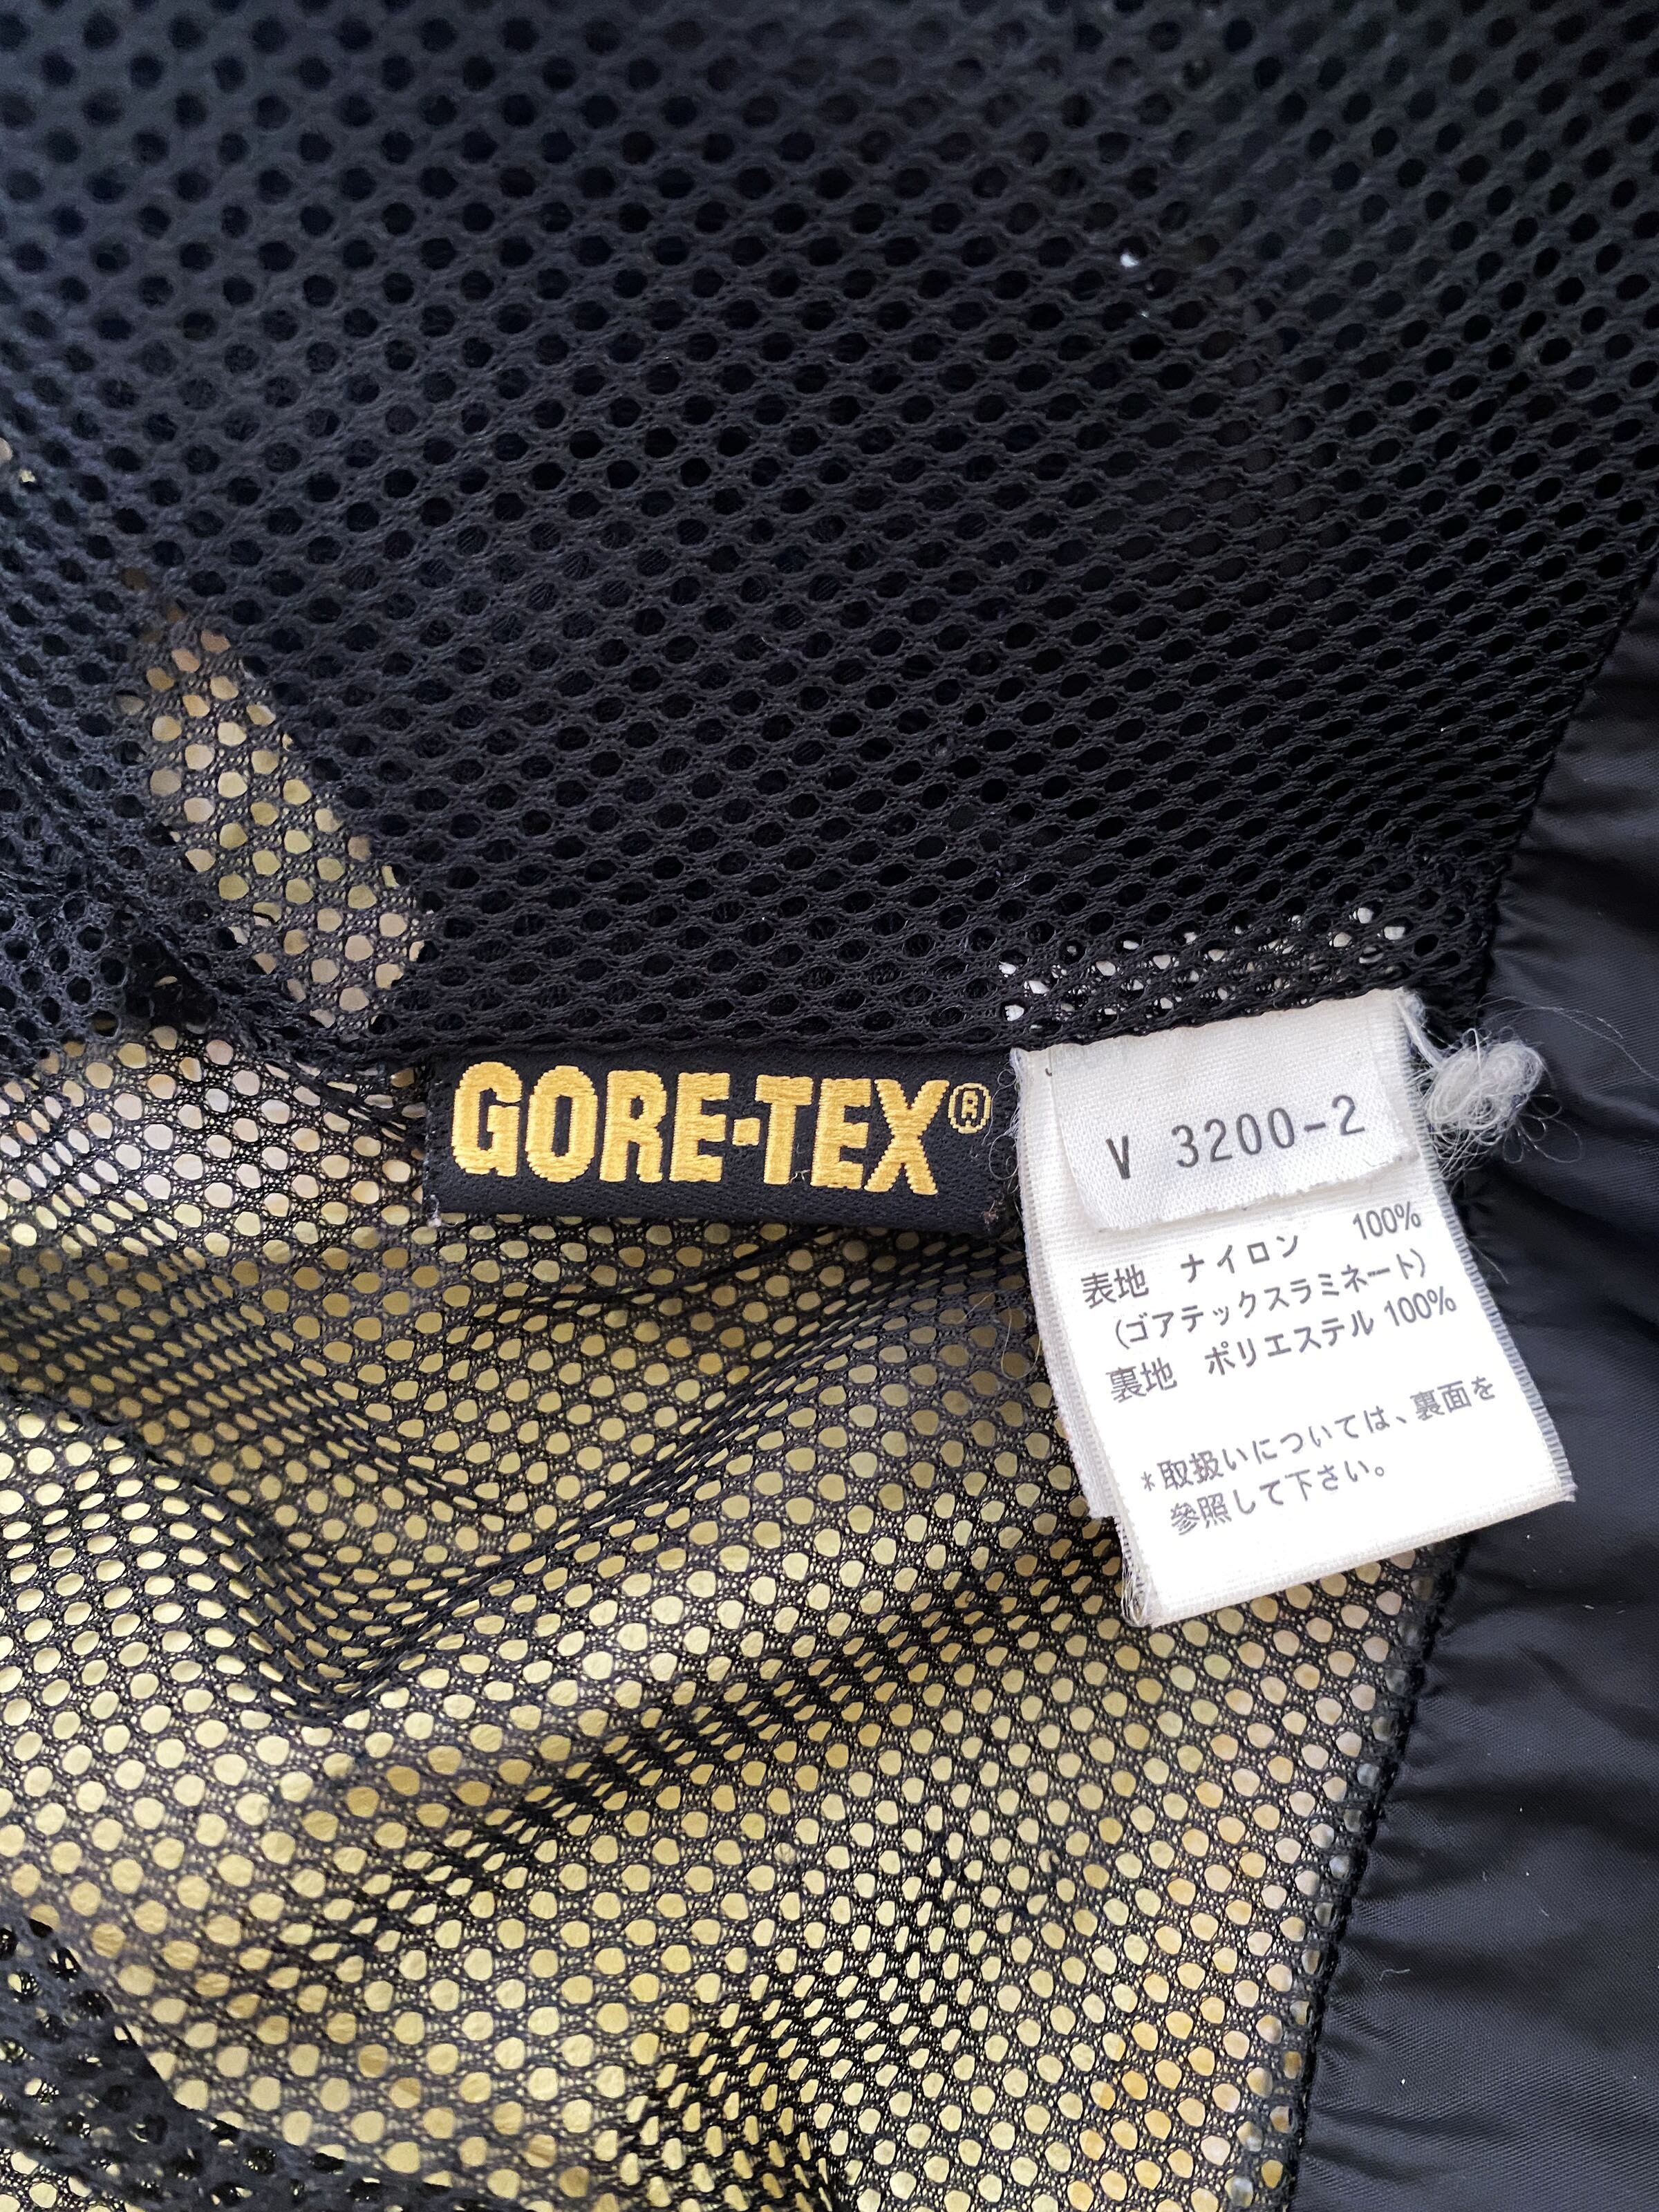 GORE-TEX®
V 3200-2
表地 ナイロン 100%
(ゴアテックスラミネート)
裏地 ポリエステル 100%
*取扱いについては、裏面を
参照して下さい。